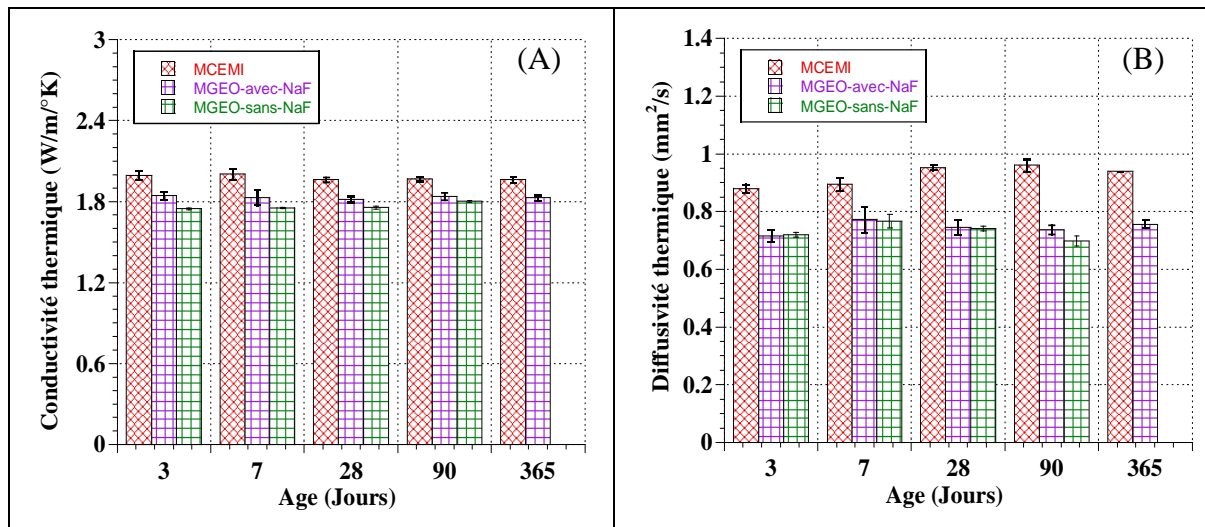 (A)
MCEMI
MGEO-avec-NaF
MGEO-sans-NaF
Conductivité thermique (W/m/°K)
3
2.4
1.8
1.2
0.6
0
3 7 28 90 365
Age (Jours)
(B)
MCEMI
MGEO-avec-NaF
MGEO-sans-NaF
Diffusivité thermique (mm²/s)
1.4
1.2
1
0.8
0.6
0.4
0.2
0
3 7 28 90 365
Age (Jours)